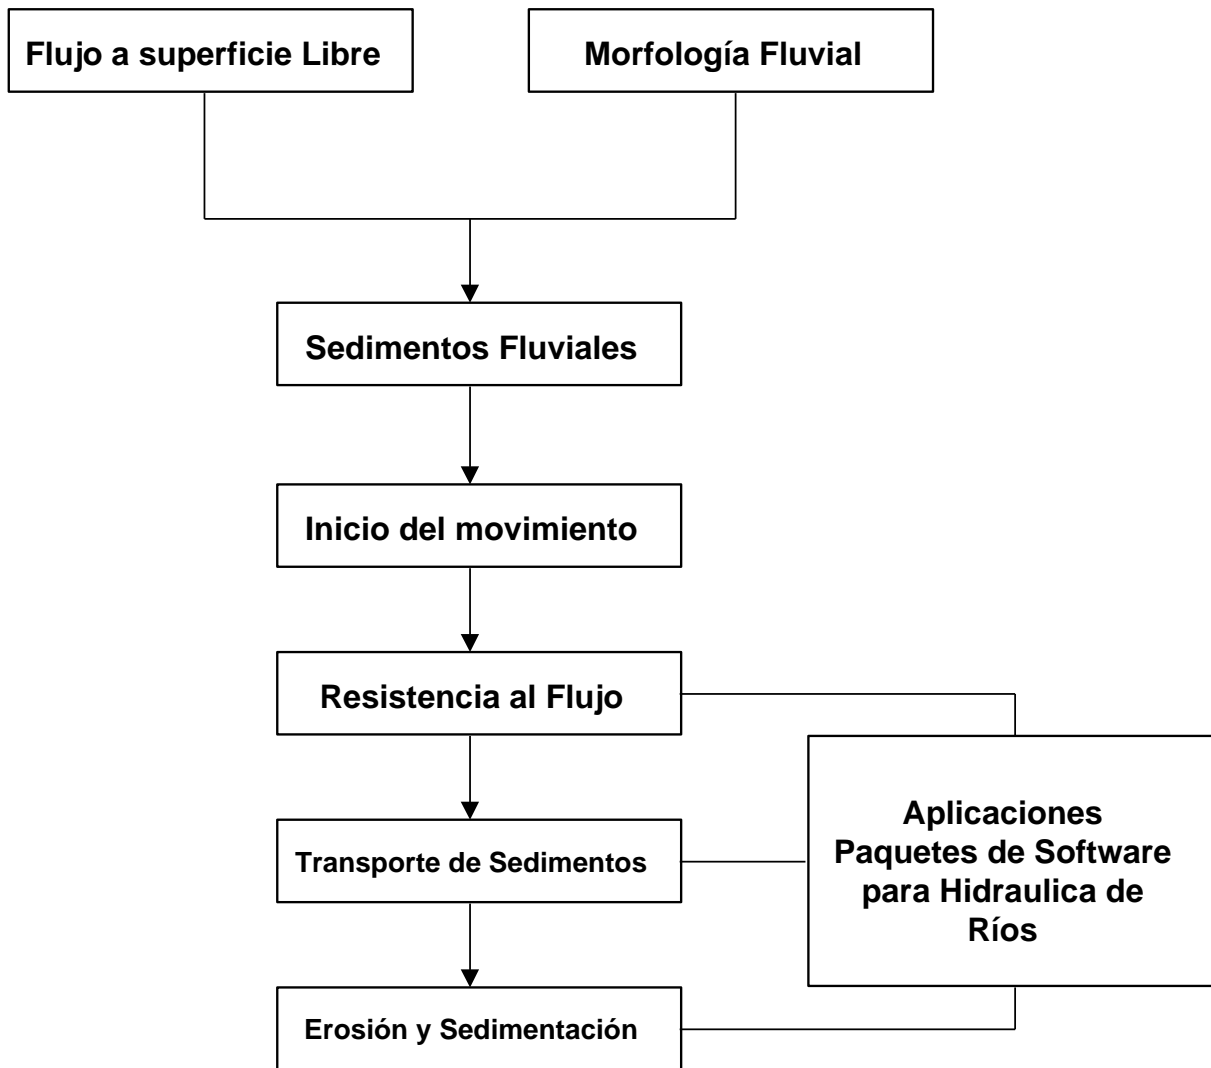 Flujo a superficie Libre
Morfología Fluvial
Sedimentos Fluviales
Inicio del movimiento
Resistencia al Flujo
Transporte de Sedimentos
Aplicaciones
Paquetes de Software
para Hidraulica de
Ríos
Erosión y Sedimentación